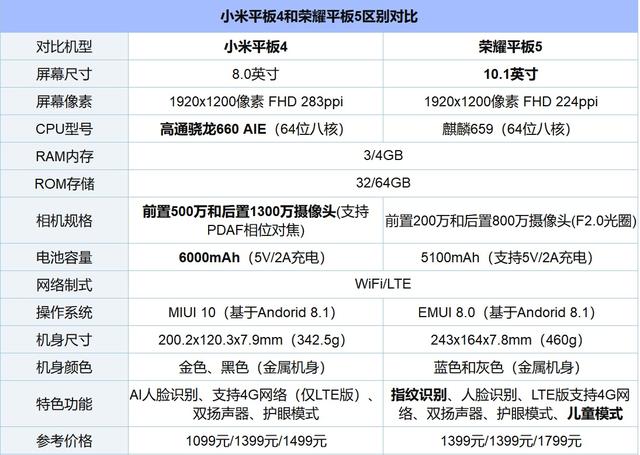 小米平板4和荣耀平板5区别对比
对比机型 小米平板4 荣耀平板5
屏幕尺寸 8.0英寸 10.1英寸
屏幕像素 1920x1200像素 FHD 283ppi 1920x1200像素 FHD 224ppi
CPU型号 高通骁龙660 AIE（64位八核） 麒麟659（64位八核）
RAM内存 3/4GB
ROM存储 32/64GB
相机规格 前置500万和后置1300万摄像头(支持
PDAF相位对焦) 前置200万和后置800万摄像头(F2.0光圈)
电池容量 6000mAh（5V/2A充电） 5100mAh（支持5V/2A充电）
网络制式 WiFi/LTE
操作系统 MIUI 10（基于Andorid 8.1） EMUI 8.0（基于Andorid 8.1）
机身尺寸 200.2x120.3x7.9mm（342.5g） 243x164x7.8mm（460g）
机身颜色 金色、黑色（金属机身） 蓝色和灰色（金属机身）
特色功能 AI人脸识别、支持4G网络（仅LTE版）、
双扬声器、护眼模式 指纹识别、人脸识别、LTE版支持4G网
络、双扬声器、护眼模式、儿童模式
参考价格 1099元/1399元/1499元 1399元/1399元/1799元